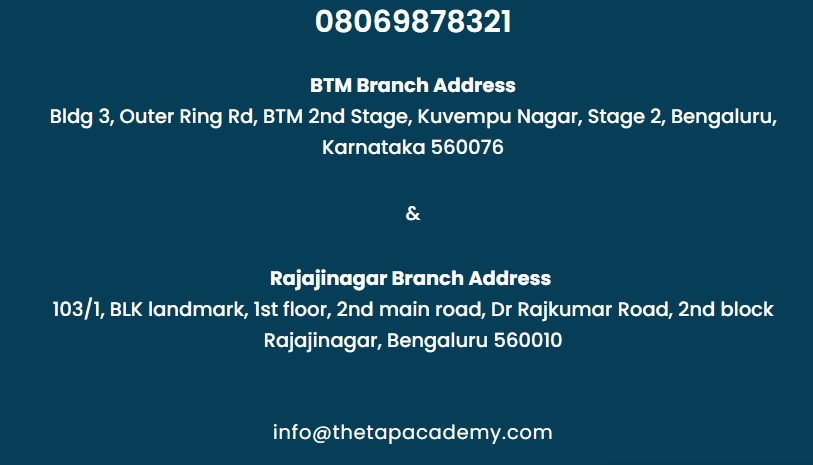 08069878321
BTM Branch Address
Bldg 3, Outer Ring Rd, BTM 2nd Stage, Kuvempu Nagar, Stage 2, Bengaluru,
Karnataka 560076
&
Rajajinagar Branch Address
103/1, BLK landmark, 1st floor, 2nd main road, Dr Rajkumar Road, 2nd block
Rajajinagar, Bengaluru 560010
info@thetapacademy.com